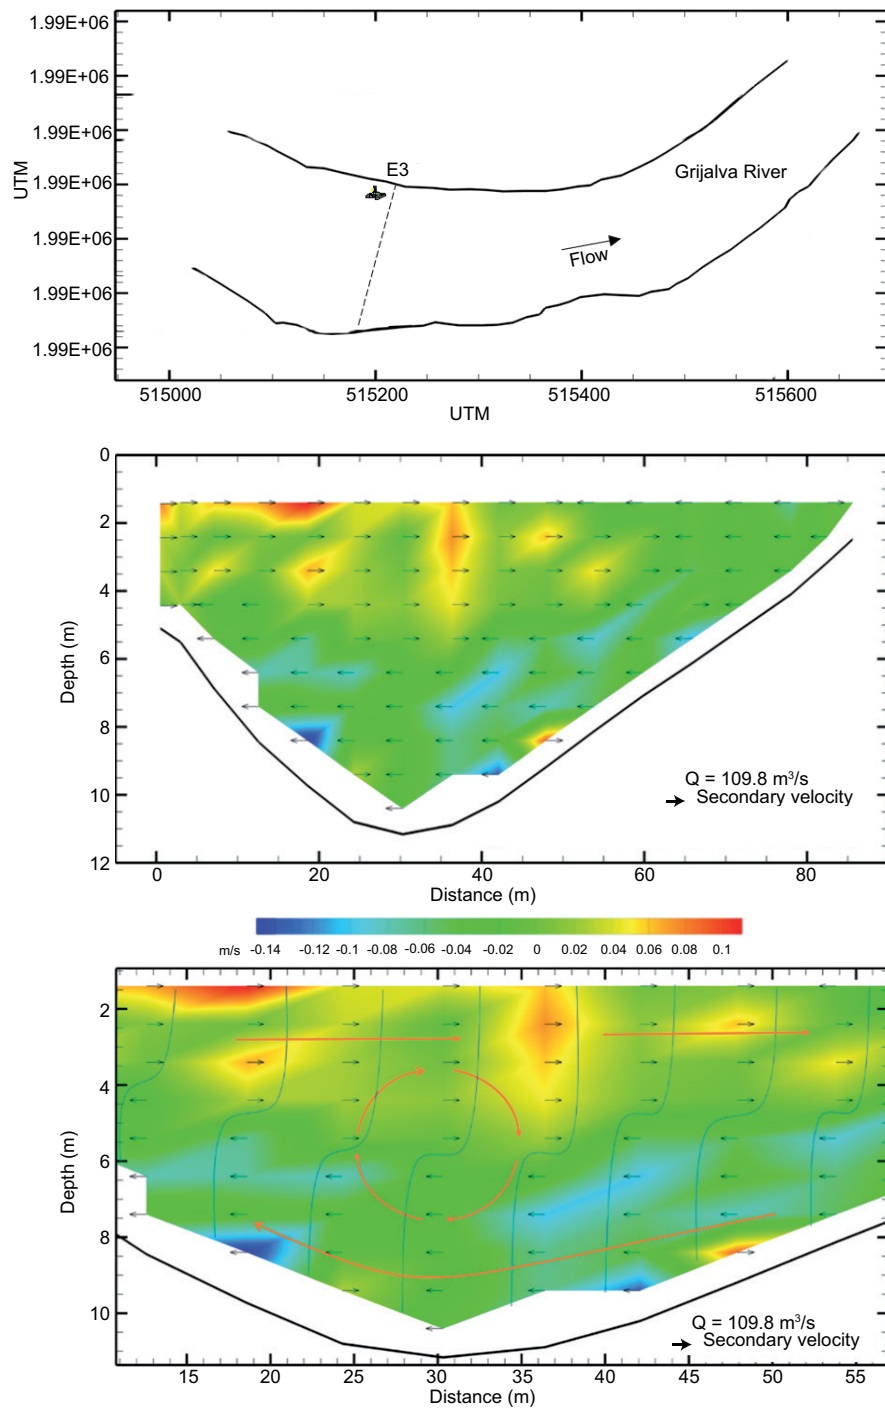 1.99E+06
1.99E+06
1.99E+06
1.99E+06
1.99E+06
1.99E+06
1.99E+06
UTM
E3
Grijalva River
Flow
515000 515200 515400 515600
UTM
0
2
4
6
8
10
12
Depth (m)
Q = 109.8 m³/s
Secondary velocity
0 20 40 60 80
Distance (m)
m/s -0.14 -0.12 -0.1 -0.08 -0.06 -0.04 -0.02 0 0.02 0.04 0.06 0.08 0.1
2
4
6
8
10
Depth (m)
Q = 109.8 m³/s
Secondary velocity
15 20 25 30 35 40 45 50 55
Distance (m)